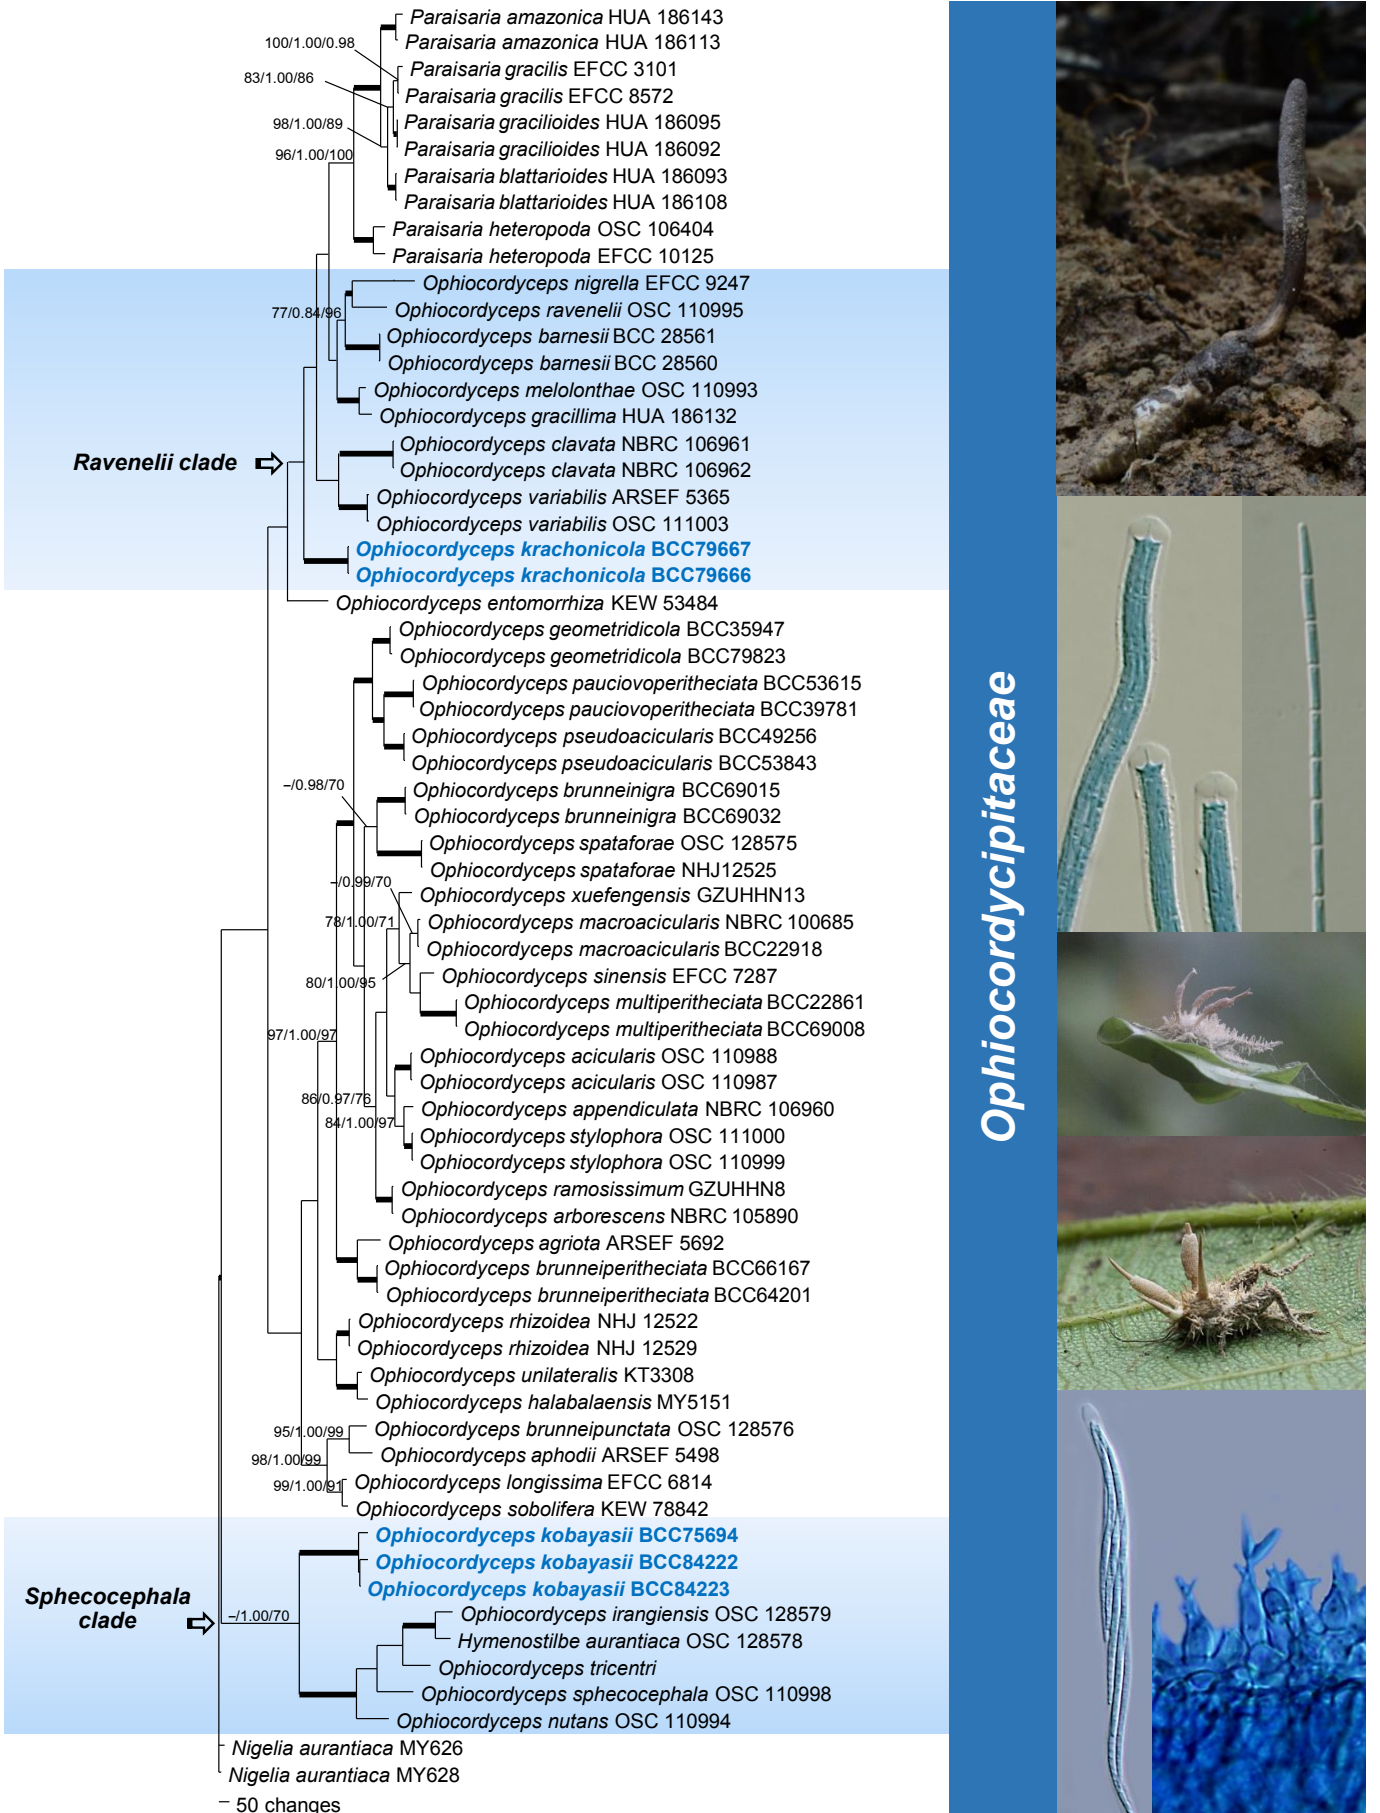 Paraisaria amazonica HUA 186143
Paraisaria amazonica HUA 186113
100/1.00/0.98
Paraisaria gracilis EFCC 3101
83/1.00/86
Paraisaria gracilis EFCC 8572
Paraisaria gracilioides HUA 186095
98/1.00/89
Paraisaria gracilioides HUA 186092
96/1.00/100
Paraisaria blattarioides HUA 186093
Paraisaria blattarioides HUA 186108
Paraisaria heteropoda OSC 106404
Paraisaria heteropoda EFCC 10125
Ophiocordyceps nigrella EFCC 9247
77/0.84/96
Ophiocordyceps ravenelii OSC 110995
Ophiocordyceps barnesii BCC 28561
Ophiocordyceps barnesii BCC 28560
Ophiocordyceps melolonthae OSC 110993
Ophiocordyceps gracillima HUA 186132
Ophiocordyceps clavata NBRC 106961
Ravenelii clade
Ophiocordyceps clavata NBRC 106962
Ophiocordyceps variabilis ARSEF 5365
Ophiocordyceps variabilis OSC 111003
Ophiocordyceps krachonicola BCC79667
Ophiocordyceps krachonicola BCC79666
Ophiocordyceps entomorrhiza KEW 53484
Ophiocordyceps geometridicola BCC35947
Ophiocordyceps geometridicola BCC79823
Ophiocordyceps pauciovoperitheciata BCC53615
Ophiocordyceps pauciovoperitheciata BCC39781
Ophiocordyceps pseudoacicularis BCC49256
Ophiocordyceps pseudoacicularis BCC53843
–/0.98/70
Ophiocordyceps brunneinigra BCC69015
Ophiocordyceps brunneinigra BCC69032
Ophiocordyceps spataforae OSC 128575
Ophiocordyceps spataforae NHJ12525
–/0.99/70
Ophiocordyceps xuefengensis GZUHHN13
78/1.00/71
Ophiocordyceps macroacicularis NBRC 100685
Ophiocordyceps macroacicularis BCC22918
80/1.00/95
Ophiocordyceps sinensis EFCC 7287
Ophiocordyceps multiperitheciata BCC22861
Ophiocordyceps multiperitheciata BCC69008
97/1.00/97
Ophiocordyceps acicularis OSC 110988
Ophiocordyceps acicularis OSC 110987
86/0.97/76
Ophiocordyceps appendiculata NBRC 106960
84/1.00/97
Ophiocordyceps stylophora OSC 111000
Ophiocordyceps stylophora OSC 110999
Ophiocordyceps ramosissimum GZUHHN8
Ophiocordyceps arborescens NBRC 105890
Ophiocordyceps agriota ARSEF 5692
Ophiocordyceps brunneiperitheciata BCC66167
Ophiocordyceps brunneiperitheciata BCC64201
Ophiocordyceps rhizoidea NHJ 12522
Ophiocordyceps rhizoidea NHJ 12529
Ophiocordyceps unilateralis KT3308
Ophiocordyceps halabalaensis MY5151
95/1.00/99
Ophiocordyceps brunneipunctata OSC 128576
98/1.00/99
Ophiocordyceps aphodii ARSEF 5498
99/1.00/91
Ophiocordyceps longissima EFCC 6814
Ophiocordyceps sobolifera KEW 78842
Ophiocordyceps kobayasii BCC75694
Ophiocordyceps kobayasii BCC84222
Ophiocordyceps kobayasii BCC84223
Sphecocephala
clade
–/1.00/70
Ophiocordyceps irangiensis OSC 128579
Hymenostilbe aurantiaca OSC 128578
Ophiocordyceps tricentri
Ophiocordyceps sphecocephala OSC 110998
Ophiocordyceps nutans OSC 110994
Nigelia aurantiaca MY626
Nigelia aurantiaca MY628
50 changes
Ophiocordycipitaceae